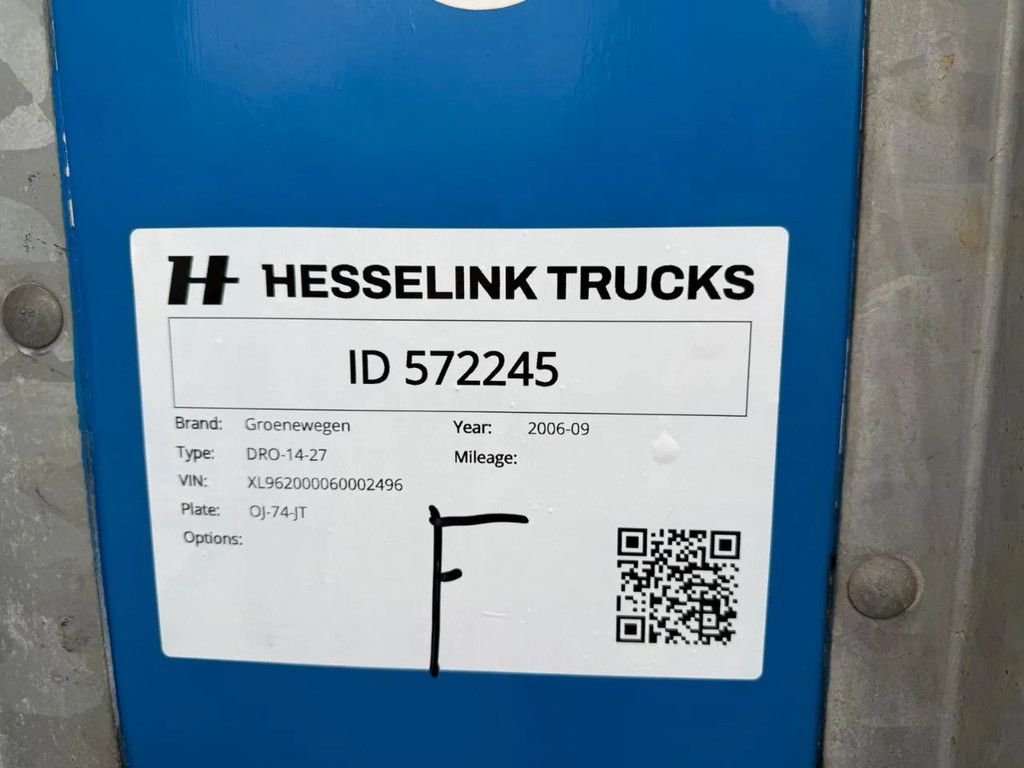 H HESSELINK TRUCKS
ID 572245
Brand: Groenewegen Year: 2006-09
Type: DRO-14-27 Mileage:
VIN: XL962000060002496
Plate: OJ-74-JT
Options:
F